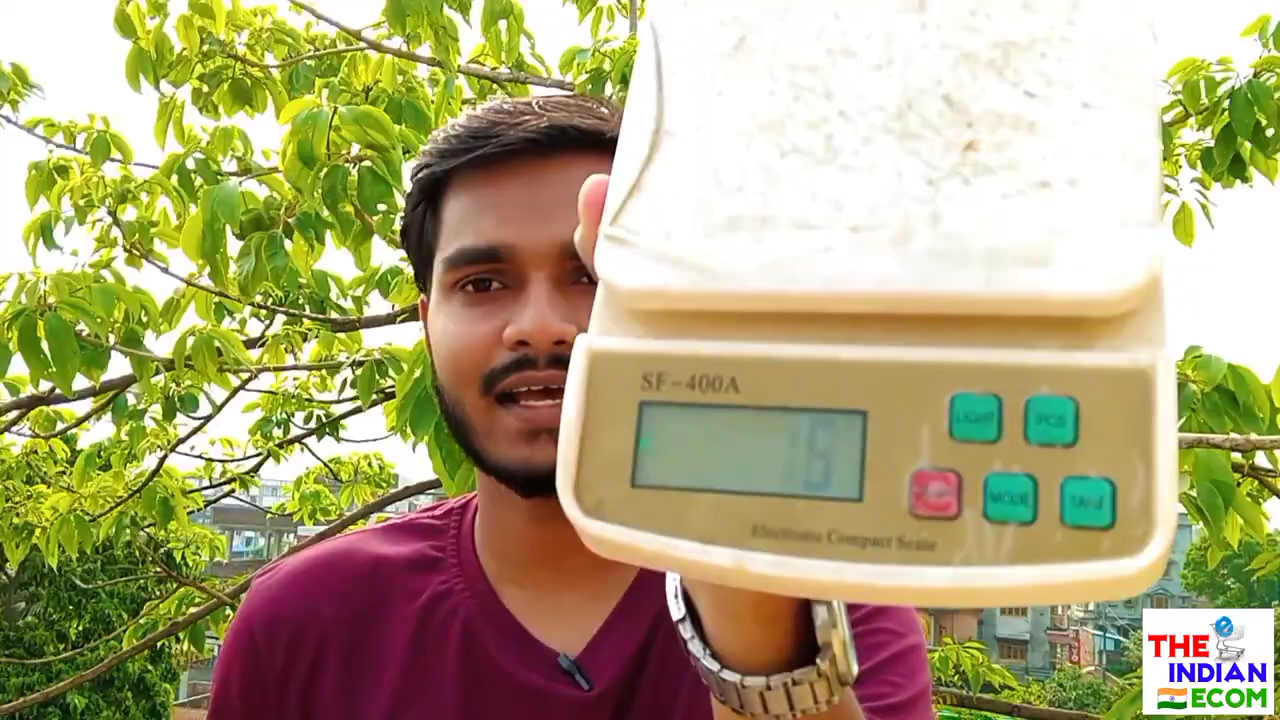 SF-400A
LIGHT
PCS
MODE
TARE
Electronic Compact Scale
THE
INDIAN
ECOM